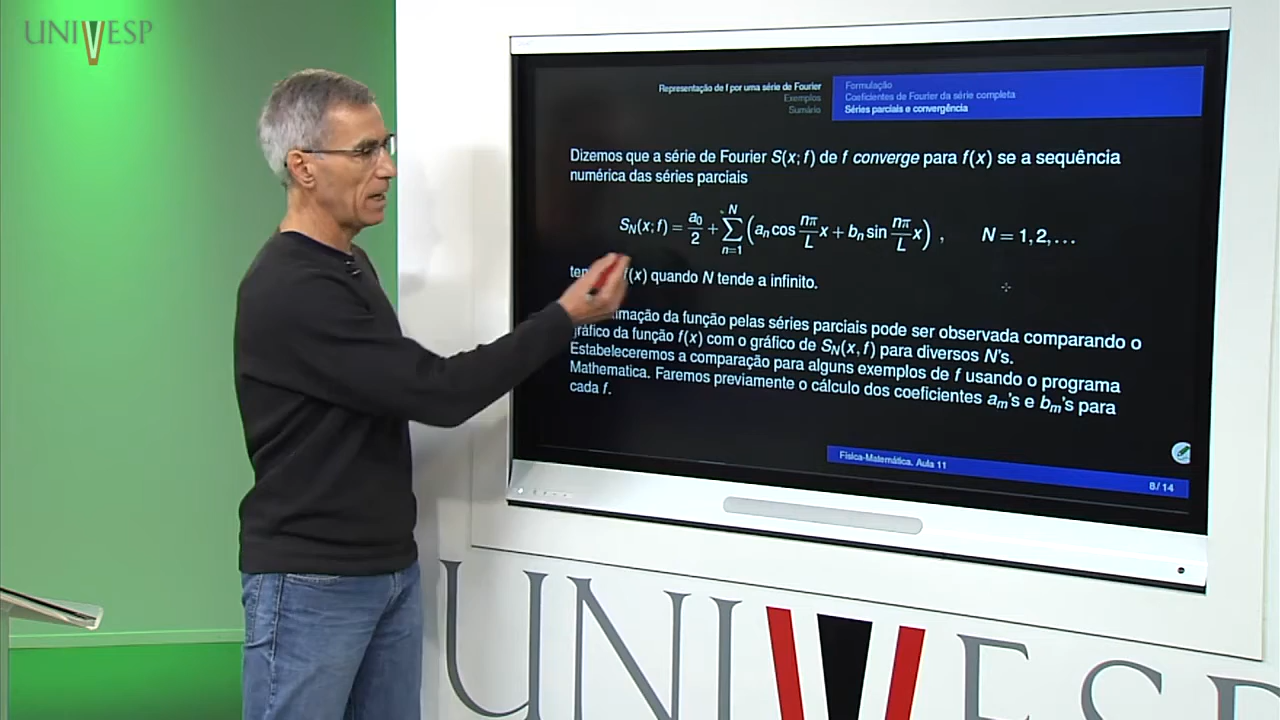 UNIVESP
Representação de f por uma série de Fourier
Exemplos
Sumário
Formulação
Coeficientes de Fourier da série completa
Séries parciais e convergência
Dizemos que a série de Fourier S(x; f) de f converge para f(x) se a sequência
numérica das séries parciais
S_N(x; f) = a_0/2 + ∑_{n=1}^{N} (a_n cos nπ/L x + b_n sin nπ/L x) , N = 1, 2, …
f(x) quando N tende a infinito.
da função pelas séries parciais pode ser observada comparando o
gráfico da função f(x) com o gráfico de S_N(x, f) para diversos N's.
Estabeleceremos a comparação para alguns exemplos de f usando o programa
Mathematica. Faremos previamente o cálculo dos coeficientes a_m's e b_m's para
cada f.
Física-Matemática. Aula 11
8/ 14
UNIVESP